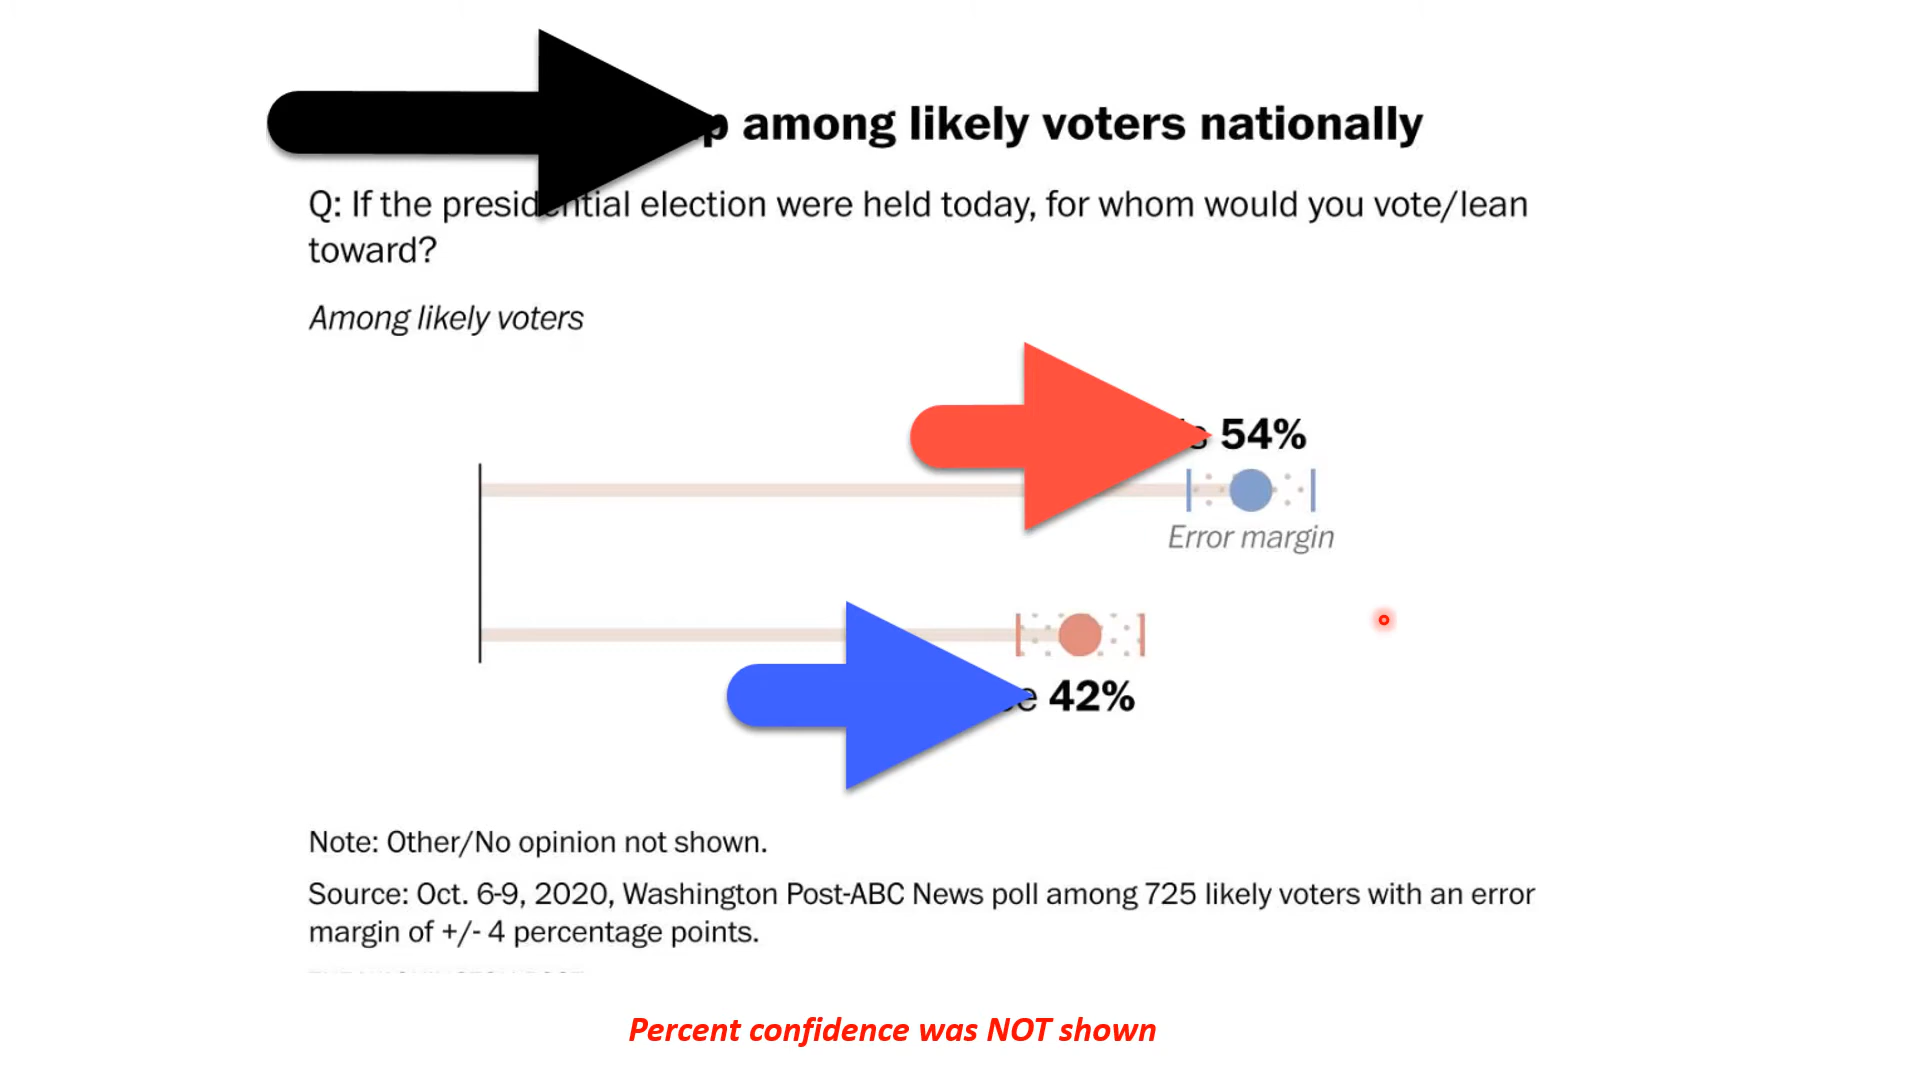 among likely voters nationally
Q: If the presidential election were held today, for whom would you vote/lean
toward?
Among likely voters
54%
Error margin
42%
Note: Other/No opinion not shown.
Source: Oct. 6-9, 2020, Washington Post-ABC News poll among 725 likely voters with an error
margin of +/- 4 percentage points.
Percent confidence was NOT shown